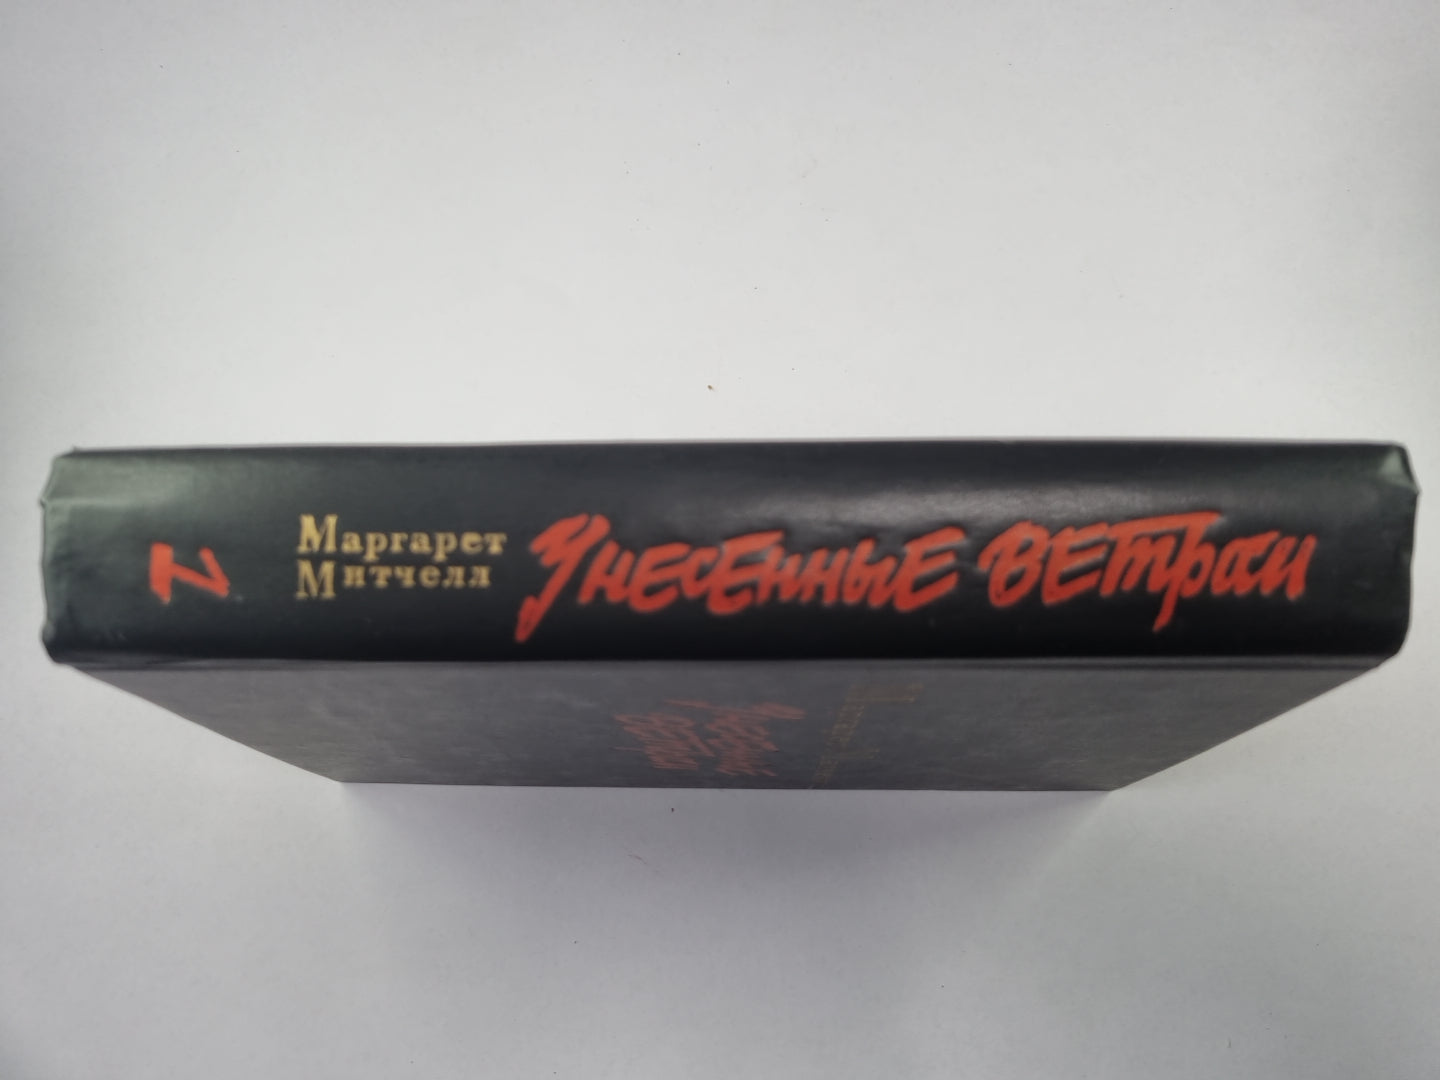 2
Маргарет
Митчелл
Унесенные ветром